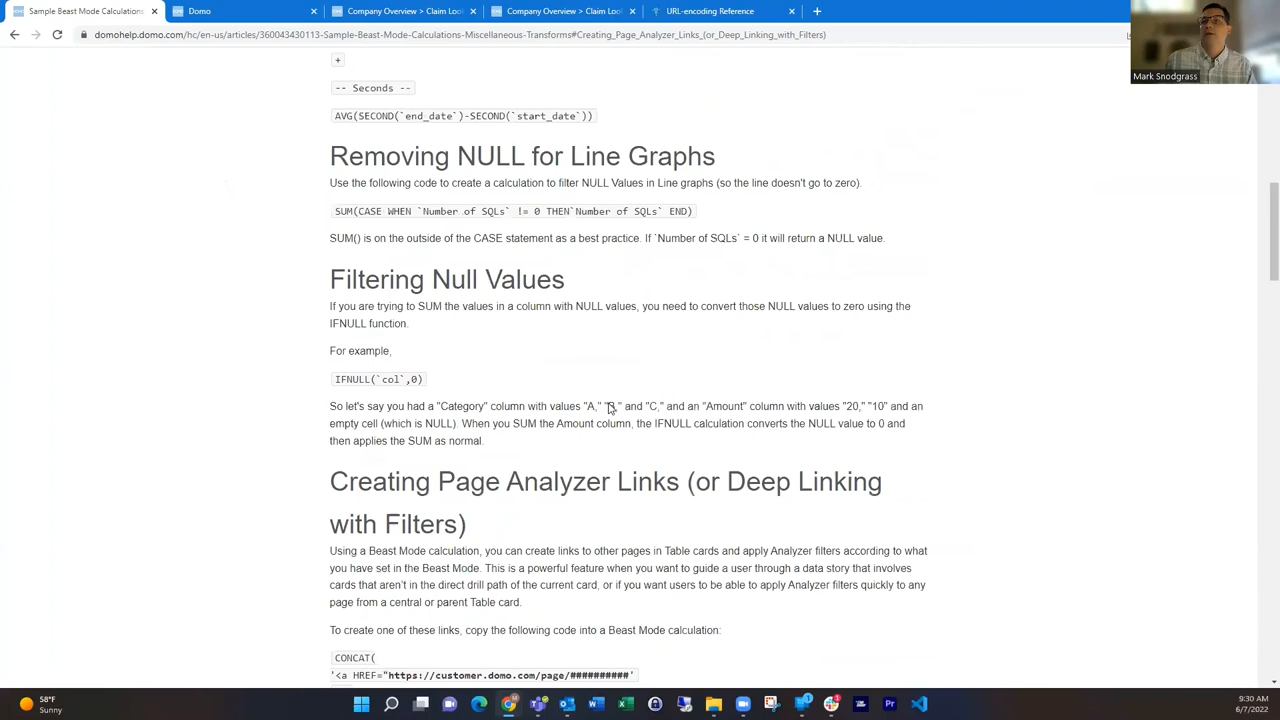 Sample Beast Mode Calculations
Domo
Company Overview > Claim Loo
Company Overview > Claim Loo
URL-encoding Reference
domohelp.domo.com/hc/en-us/articles/360043430113-Sample-Beast-Mode-Calculations-Miscellaneous-Transforms#Creating_Page_Analyzer_Links_(or_Deep_Linking_with_Filters)
Mark Snodgrass
+
-- Seconds --
AVG(SECOND(`end_date`)-SECOND(`start_date`))
Removing NULL for Line Graphs
Use the following code to create a calculation to filter NULL Values in Line graphs (so the line doesn't go to zero).
SUM(CASE WHEN `Number of SQLs` != 0 THEN`Number of SQLs` END)
SUM() is on the outside of the CASE statement as a best practice. If `Number of SQLs` = 0 it will return a NULL value.
Filtering Null Values
If you are trying to SUM the values in a column with NULL values, you need to convert those NULL values to zero using the
IFNULL function.
For example,
IFNULL(`col`,0)
So let's say you had a "Category" column with values "A," " " and "C," and an "Amount" column with values "20," "10" and an
empty cell (which is NULL). When you SUM the Amount column, the IFNULL calculation converts the NULL value to 0 and
then applies the SUM as normal.
Creating Page Analyzer Links (or Deep Linking
with Filters)
Using a Beast Mode calculation, you can create links to other pages in Table cards and apply Analyzer filters according to what
you have set in the Beast Mode. This is a powerful feature when you want to guide a user through a data story that involves
cards that aren't in the direct drill path of the current card, or if you want users to be able to apply Analyzer filters quickly to any
page from a central or parent Table card.
To create one of these links, copy the following code into a Beast Mode calculation:
CONCAT(
'<a HREF="https://customer.domo.com/page/##########'
58°F
Sunny
9:30 AM
6/7/2022